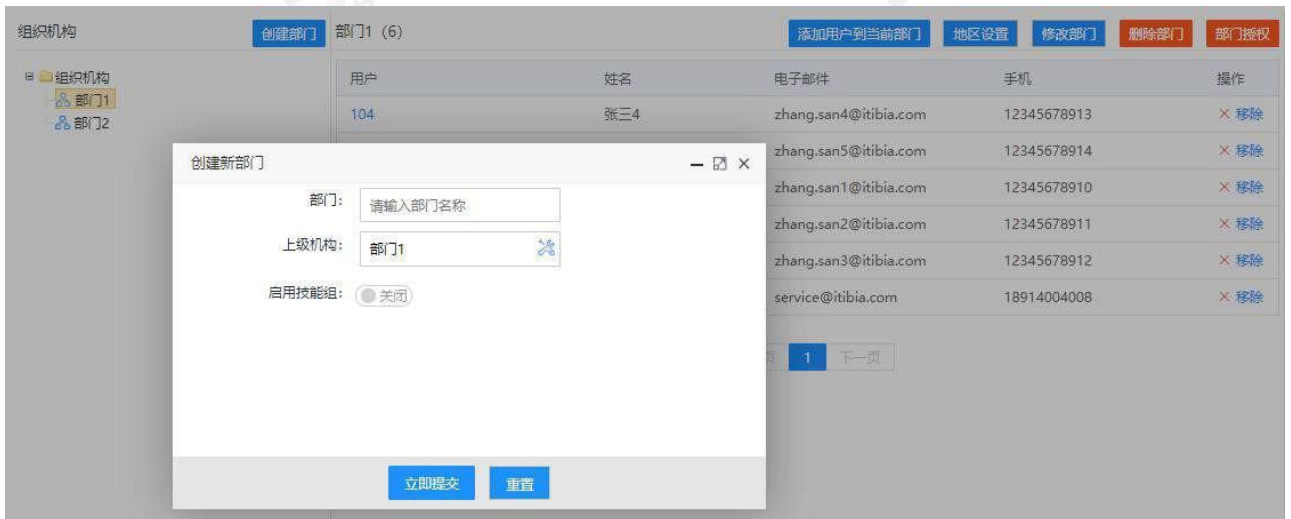 组织机构
创建部门
部门1 (6)
添加用户到当前部门
地区设置
修改部门
删除部门
部门授权
组织机构
部门1
部门2
用户 姓名 电子邮件 手机 操作
104 张三4 zhang.san4@itibia.com 12345678913 × 移除
zhang.san5@itibia.com 12345678914 × 移除
zhang.san1@itibia.com 12345678910 × 移除
zhang.san2@itibia.com 12345678911 × 移除
zhang.san3@itibia.com 12345678912 × 移除
service@itibia.com 18914004008 × 移除
页 1 下一页
创建新部门
部门: 请输入部门名称
上级机构: 部门1
启用技能组: 关闭
立即提交 重置